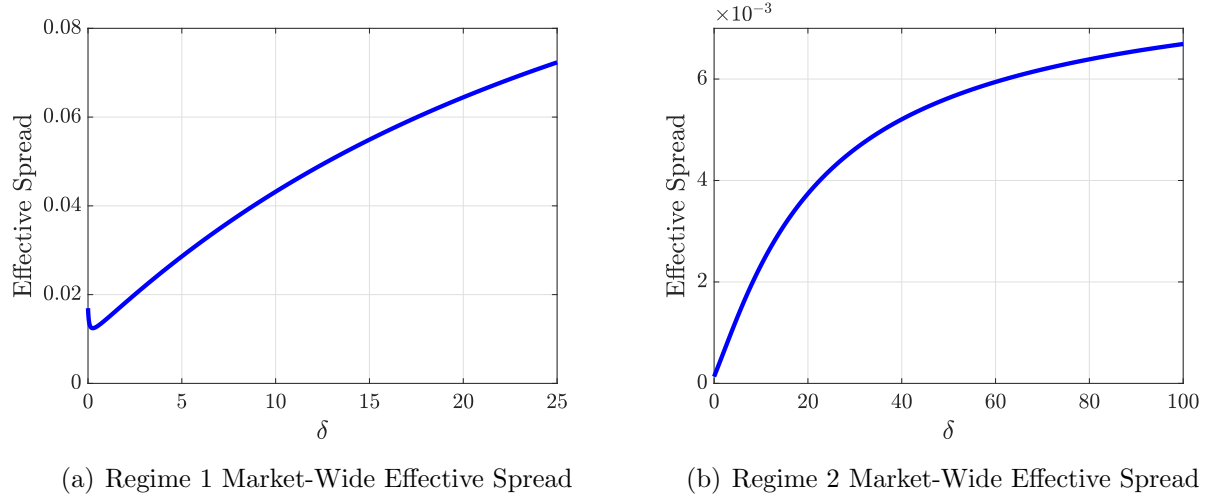 0.08
0.06
0.04
0.02
0
Effective Spread
0 5 10 15 20 25
δ
(a) Regime 1 Market-Wide Effective Spread
×10⁻³
6
4
2
0
Effective Spread
0 20 40 60 80 100
δ
(b) Regime 2 Market-Wide Effective Spread